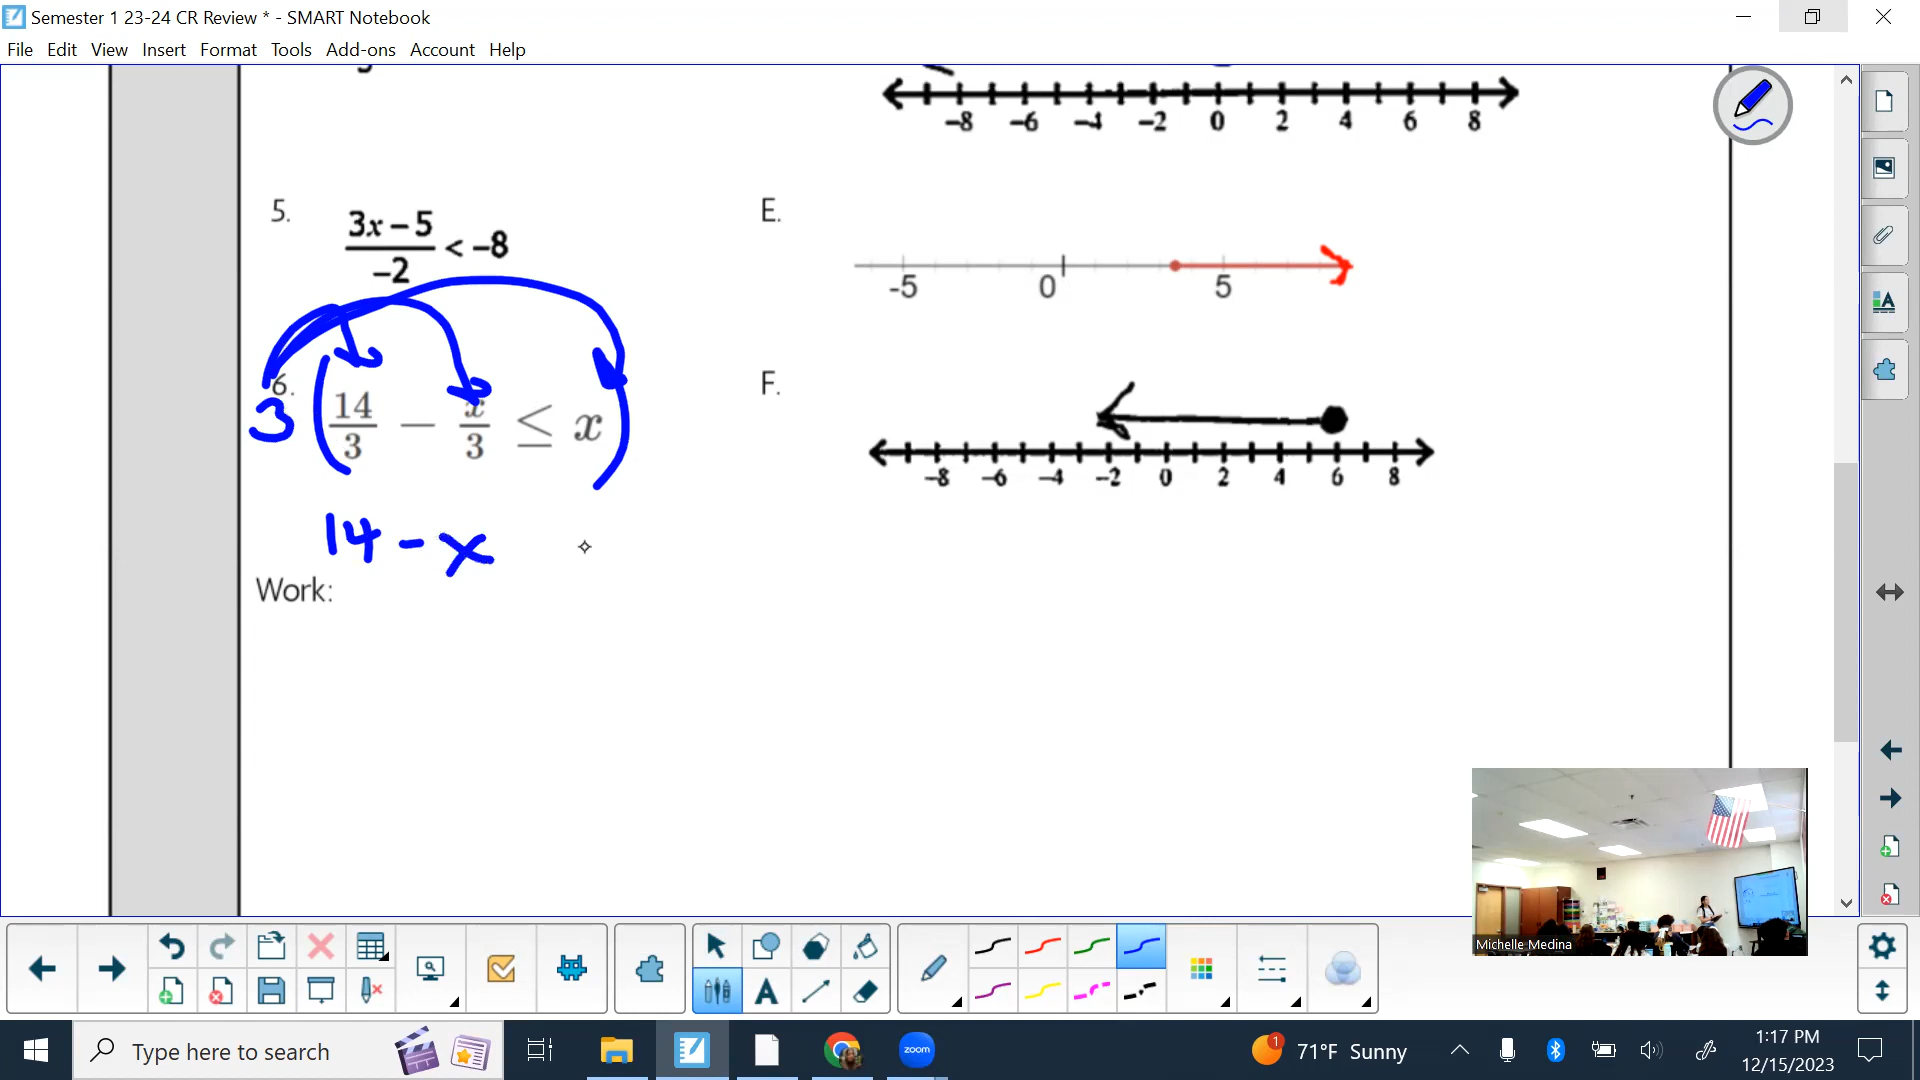 Semester 1 23-24 CR Review * - SMART Notebook
File Edit View Insert Format Tools Add-ons Account Help
-8 -6 -4 -2 0 2 4 6 8
5.
3x - 5
-2
< -8
E.
-5 0 5
6.
3 ( 14/3 - x/3 ≤ x )
F.
-8 -6 -4 -2 0 2 4 6 8
14 - x
Work:
Michelle Medina
Type here to search
zoom
1
71°F Sunny
1:17 PM
12/15/2023